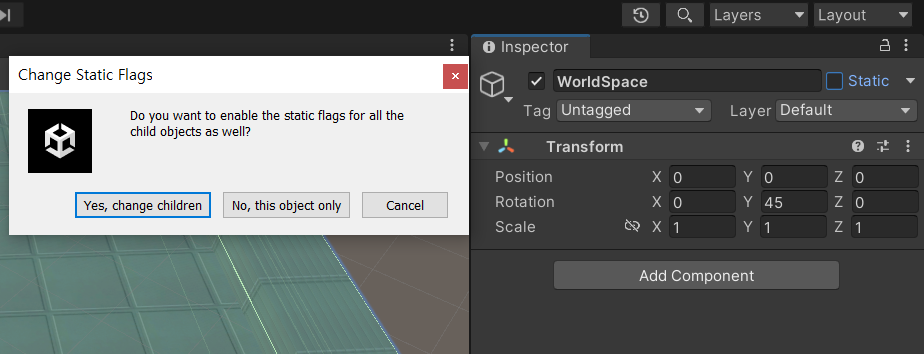 Layers
Layout
Inspector
Change Static Flags
WorldSpace
Static
Do you want to enable the static flags for all the
child objects as well?
Tag Untagged Layer Default
Transform
Position X 0 Y 0 Z 0
Yes, change children No, this object only Cancel
Rotation X 0 Y 45 Z 0
Scale X 1 Y 1 Z 1
Add Component